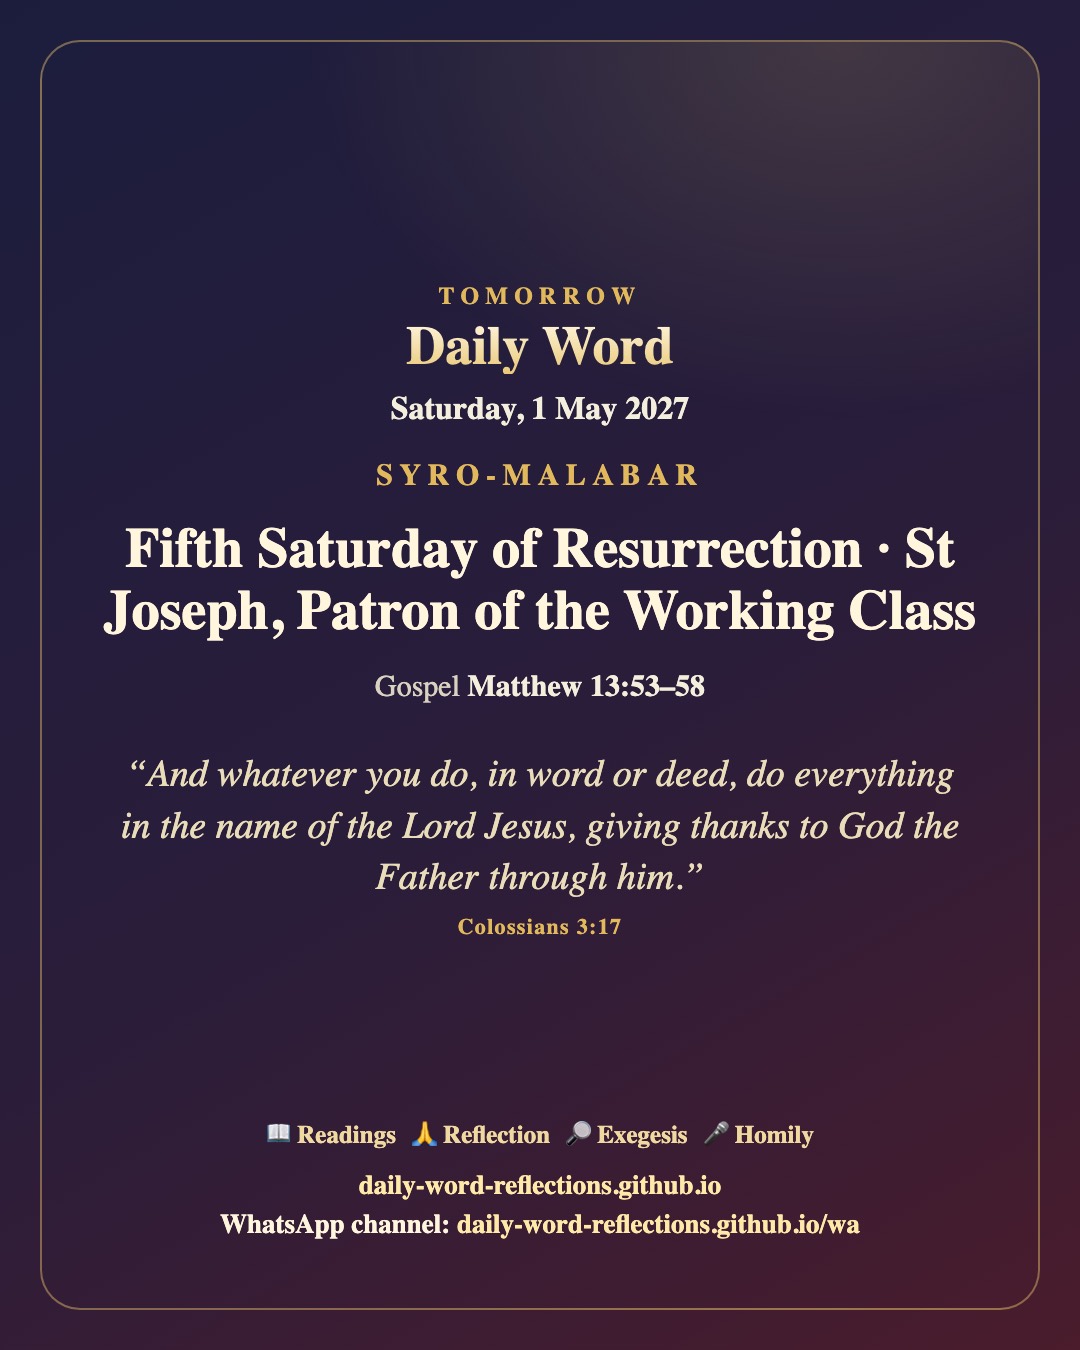 TOMORROW
Daily Word
Saturday, 1 May 2027
SYRO-MALABAR
Fifth Saturday of Resurrection · St
Joseph, Patron of the Working Class
Gospel Matthew 13:53–58
“And whatever you do, in word or deed, do everything
in the name of the Lord Jesus, giving thanks to God the
Father through him.”
Colossians 3:17
📖 Readings 🙏 Reflection 🔎 Exegesis 🎤 Homily
daily-word-reflections.github.io
WhatsApp channel: daily-word-reflections.github.io/wa